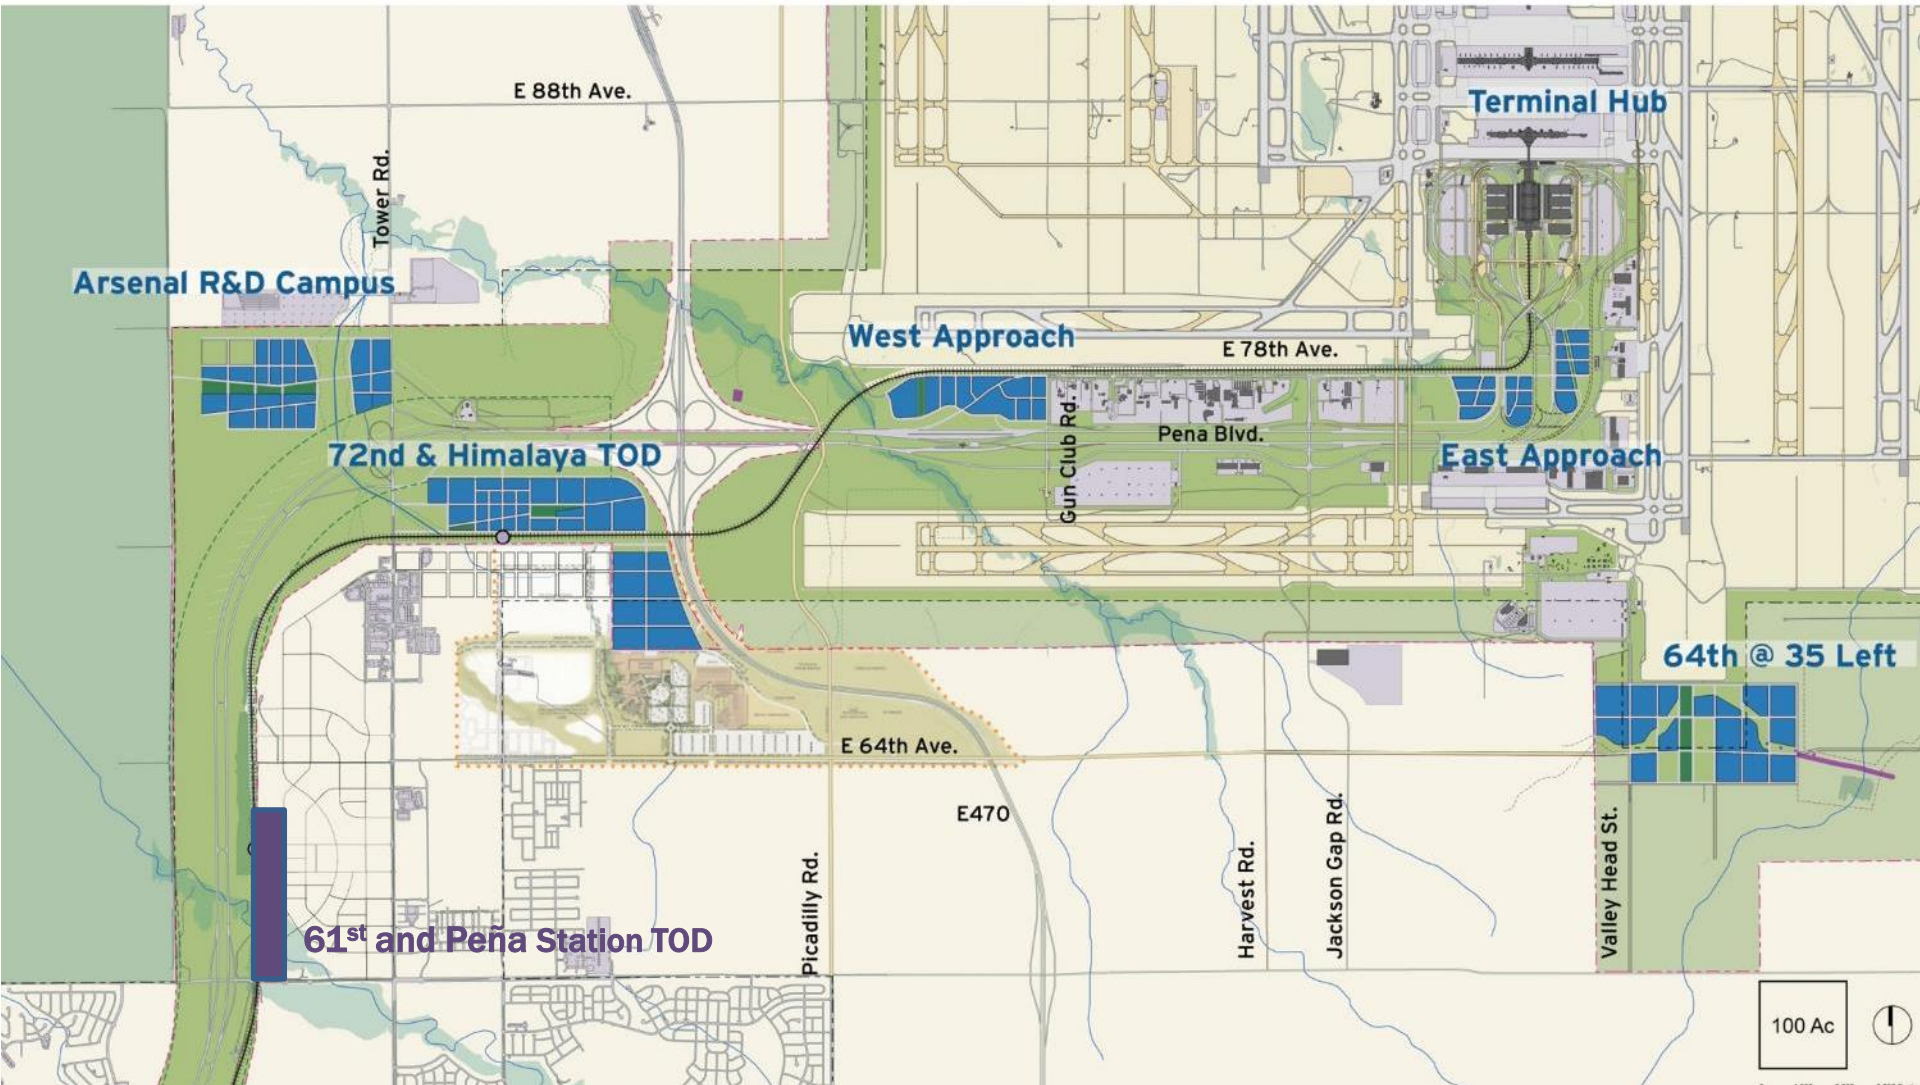 E 88th Ave.
Terminal Hub
Tower Rd.
Arsenal R&D Campus
West Approach
E 78th Ave.
Gun Club Rd.
Pena Blvd.
72nd & Himalaya TOD
East Approach
64th @ 35 Left
E 64th Ave.
E470
Picadilly Rd.
Harvest Rd.
Jackson Gap Rd.
Valley Head St.
61st and Peña Station TOD
100 Ac